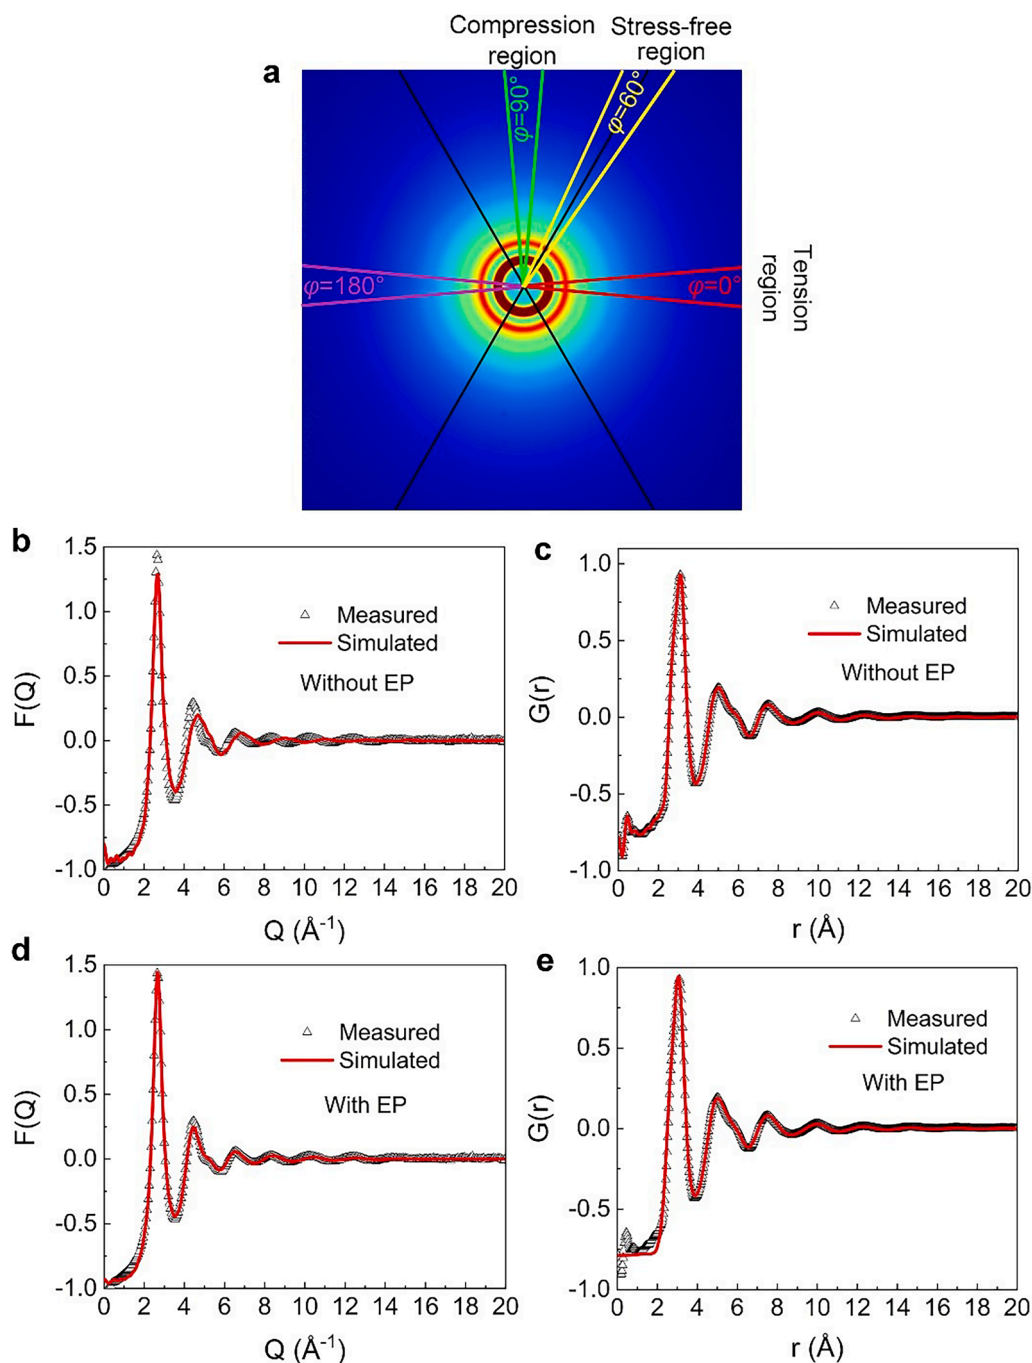 a
Compression
region
Stress-free
region
φ=90°
φ=60°
φ=180°
φ=0°
Tension
region
b
1.5
1.0
0.5
0.0
-0.5
-1.0
F(Q)
△ Measured
Simulated
Without EP
0 2 4 6 8 10 12 14 16 18 20
Q (Å⁻¹)
c
1.0
0.5
0.0
-0.5
-1.0
G(r)
△ Measured
Simulated
Without EP
0 2 4 6 8 10 12 14 16 18 20
r (Å)
d
1.5
1.0
0.5
0.0
-0.5
-1.0
F(Q)
△ Measured
Simulated
With EP
0 2 4 6 8 10 12 14 16 18 20
Q (Å⁻¹)
e
1.0
0.5
0.0
-0.5
-1.0
G(r)
△ Measured
Simulated
With EP
0 2 4 6 8 10 12 14 16 18 20
r (Å)